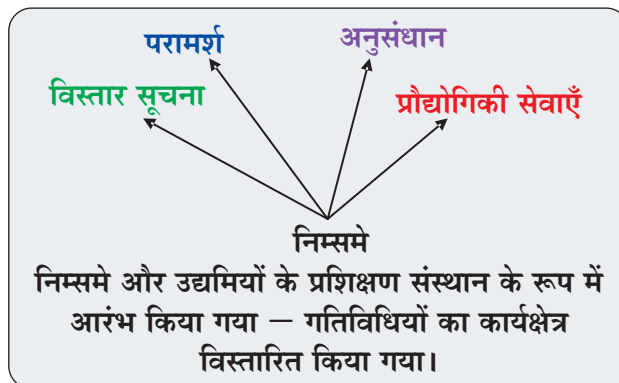 परामर्श
अनुसंधान
विस्तार सूचना
प्रौद्योगिकी सेवाएँ
निम्समे
निम्समे और उद्यमियों के प्रशिक्षण संस्थान के रूप में
आरंभ किया गया – गतिविधियों का कार्यक्षेत्र
विस्तारित किया गया।